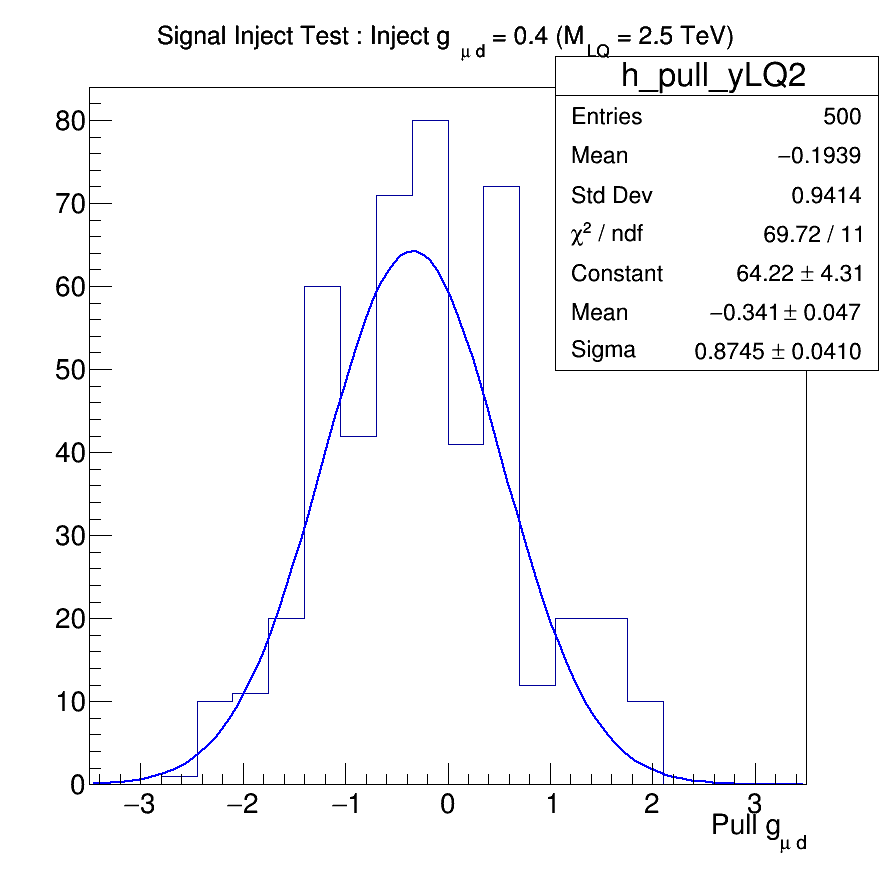 Signal Inject Test : Inject g μ d = 0.4 (M LQ = 2.5 TeV)
h_pull_yLQ2
Entries 500
Mean −0.1939
Std Dev 0.9414
χ² / ndf 69.72 / 11
Constant 64.22 ± 4.31
Mean −0.341 ± 0.047
Sigma 0.8745 ± 0.0410
80
70
60
50
40
30
20
10
0
−3 −2 −1 0 1 2 3
Pull g μ d